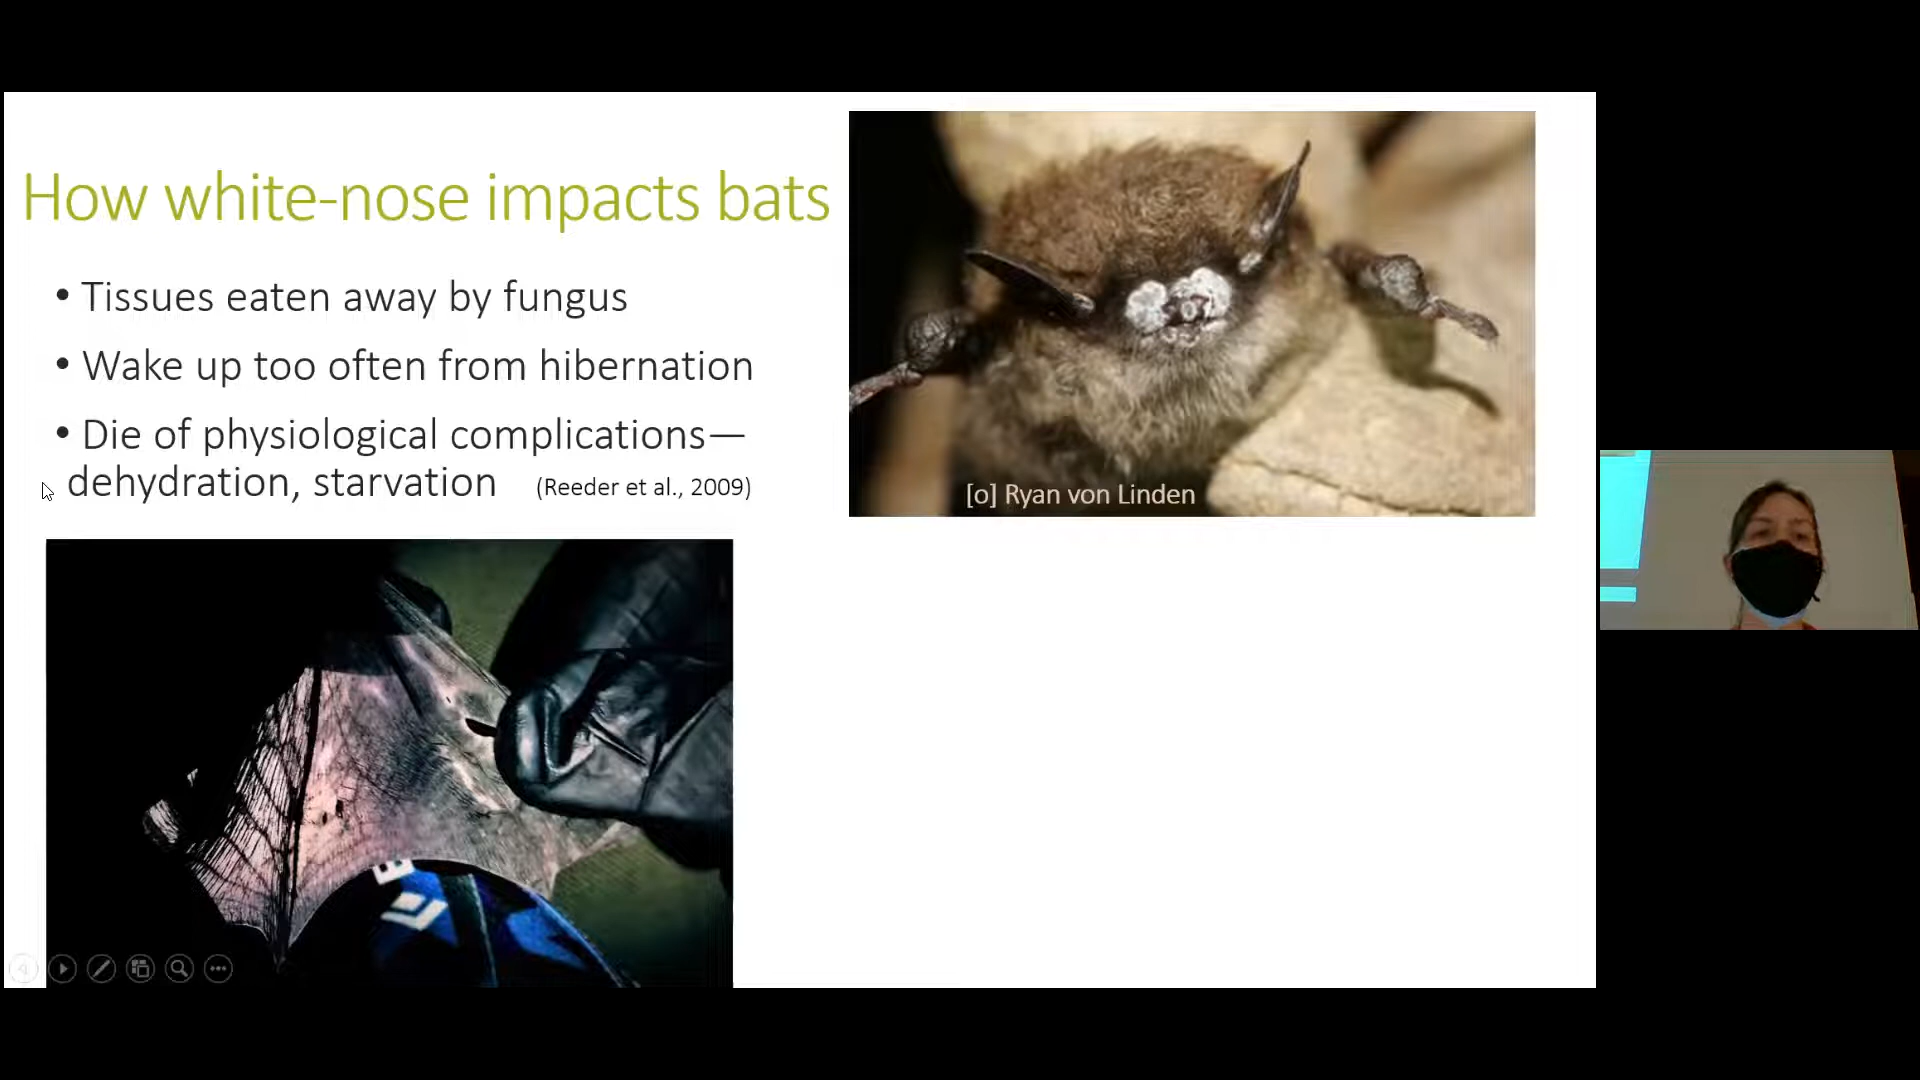 How white-nose impacts bats
• Tissues eaten away by fungus
• Wake up too often from hibernation
• Die of physiological complications—
dehydration, starvation (Reeder et al., 2009)
[o] Ryan von Linden